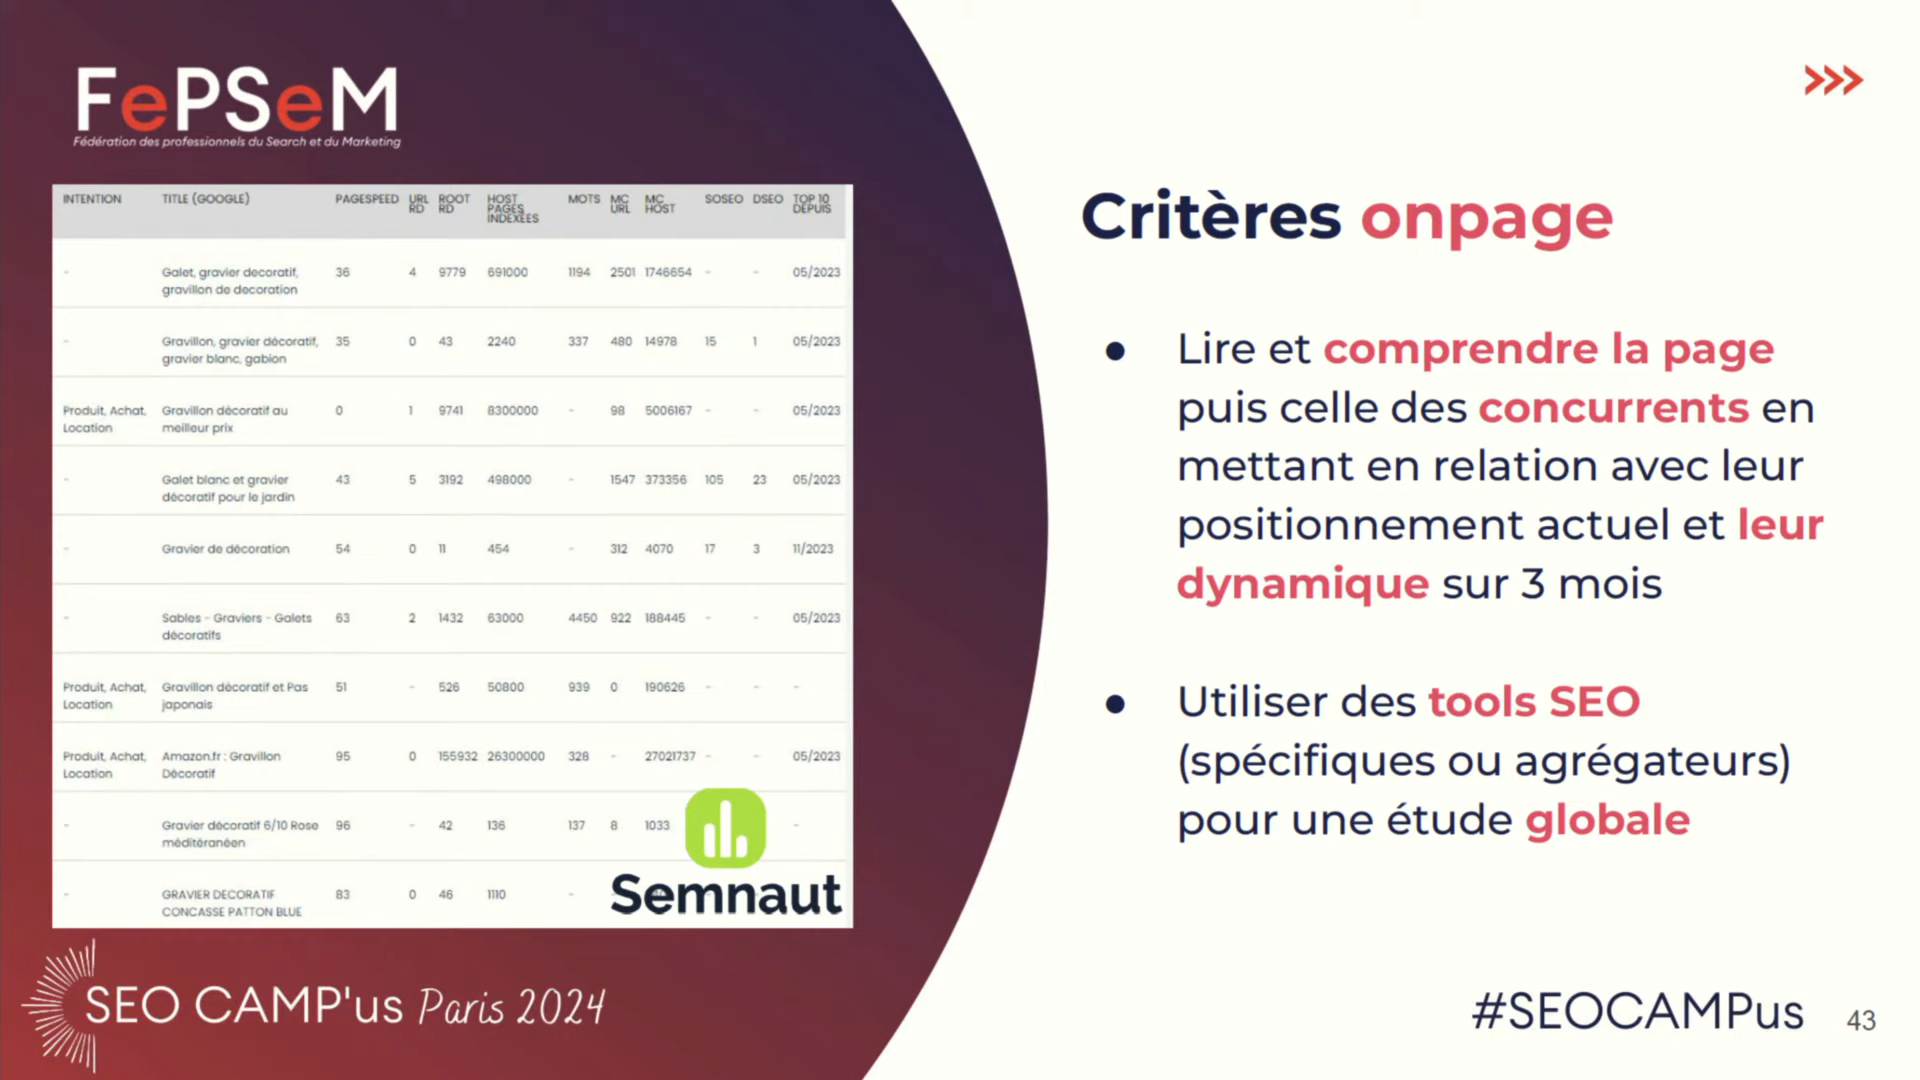 FePSeM
Fédération des professionnels du Search et du Marketing
INTENTION TITLE (GOOGLE) PAGESPEED URL RD ROOT RD HOST PAGES INDEXÉES MOTS MC URL MC HOST SOSEO DSEO TOP 10 DEPUIS
- Galet, gravier decoratif, gravillon de decoration 36 4 9779 691000 1194 2501 1746654 - - 05/2023
- Gravillon, gravier décoratif, gravier blanc, gabion 35 0 43 2240 337 480 14978 15 1 05/2023
Produit, Achat, Location Gravillon décoratif au meilleur prix 0 1 9741 8300000 - 98 5006167 - - 05/2023
- Galet blanc et gravier décoratif pour le jardin 43 5 3192 498000 - 1547 373356 105 23 05/2023
- Gravier de décoration 54 0 11 454 - 312 4070 17 3 11/2023
- Sables - Graviers - Galets décoratifs 63 2 1432 63000 4450 922 188445 - - 05/2023
Produit, Achat, Location Gravillon décoratif et Pas japonais 51 - 526 50800 939 0 190626 - - -
Produit, Achat, Location Amazon.fr : Gravillon Décoratif 95 0 155932 26300000 328 - 27021737 - - 05/2023
- Gravier décoratif 6/10 Rose méditéranéen 96 - 42 136 137 8 1033 -
- GRAVIER DECORATIF CONCASSE PATTON BLUE 83 0 46 1110 -
Semnaut
SEO CAMP'us Paris 2024
>>>
Critères onpage
● Lire et comprendre la page
puis celle des concurrents en
mettant en relation avec leur
positionnement actuel et leur
dynamique sur 3 mois
● Utiliser des tools SEO
(spécifiques ou agrégateurs)
pour une étude globale
#SEOCAMPus
43